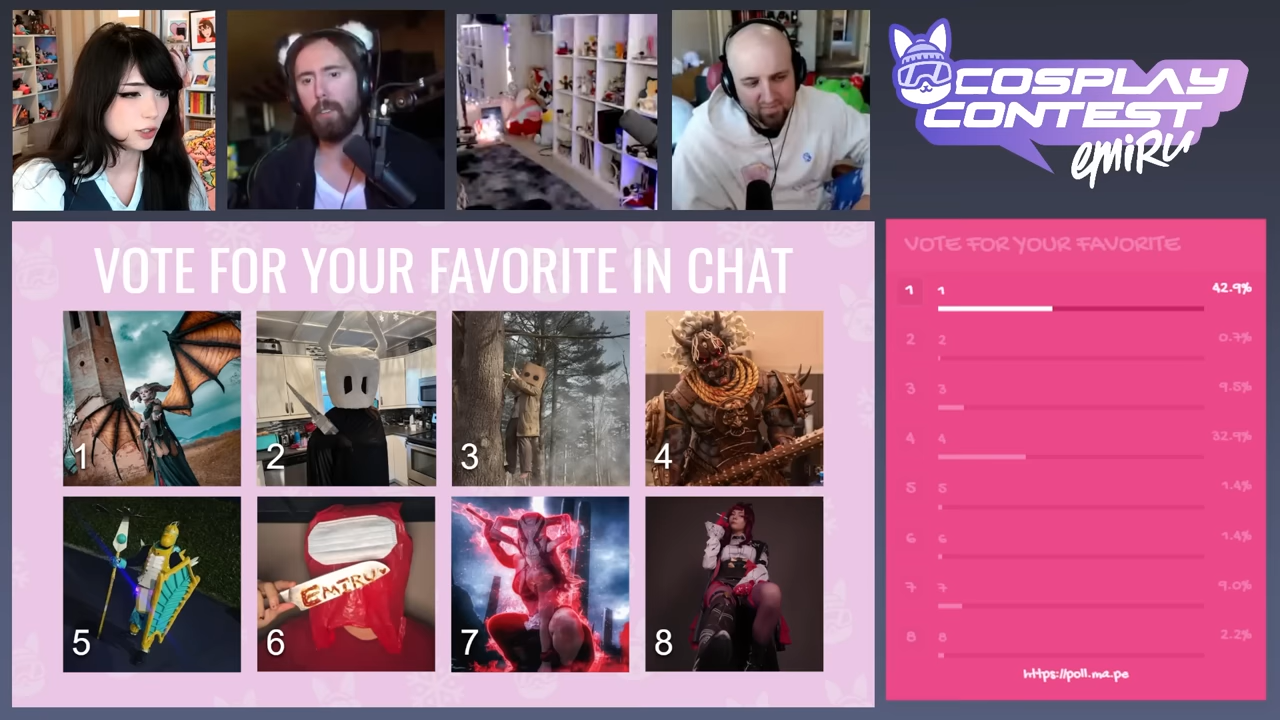 COSPLAY
CONTEST
emiru
VOTE FOR YOUR FAVORITE IN CHAT
1
2
3
4
5
EMIRU
6
7
8
VOTE FOR YOUR FAVORITE
1 1 42.9%
2 2 0.7%
3 3 9.5%
4 4 32.9%
5 5 1.4%
6 6 1.4%
7 7 9.0%
8 8 2.2%
https://poll.ma.pe